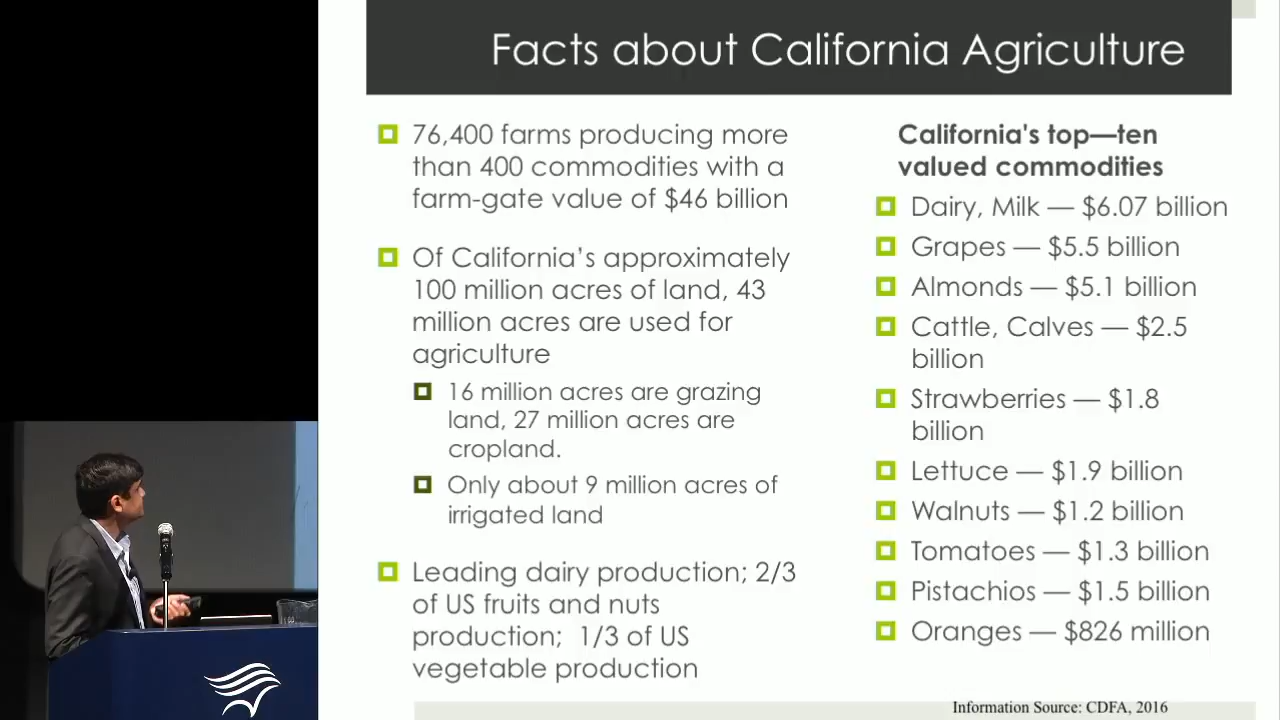 Facts about California Agriculture
76,400 farms producing more
than 400 commodities with a
farm-gate value of $46 billion
Of California’s approximately
100 million acres of land, 43
million acres are used for
agriculture
16 million acres are grazing
land, 27 million acres are
cropland.
Only about 9 million acres of
irrigated land
Leading dairy production; 2/3
of US fruits and nuts
production;  1/3 of US
vegetable production
California's top—ten
valued commodities
Dairy, Milk — $6.07 billion
Grapes — $5.5 billion
Almonds — $5.1 billion
Cattle, Calves — $2.5
billion
Strawberries — $1.8
billion
Lettuce — $1.9 billion
Walnuts — $1.2 billion
Tomatoes — $1.3 billion
Pistachios — $1.5 billion
Oranges — $826 million
Information Source: CDFA, 2016